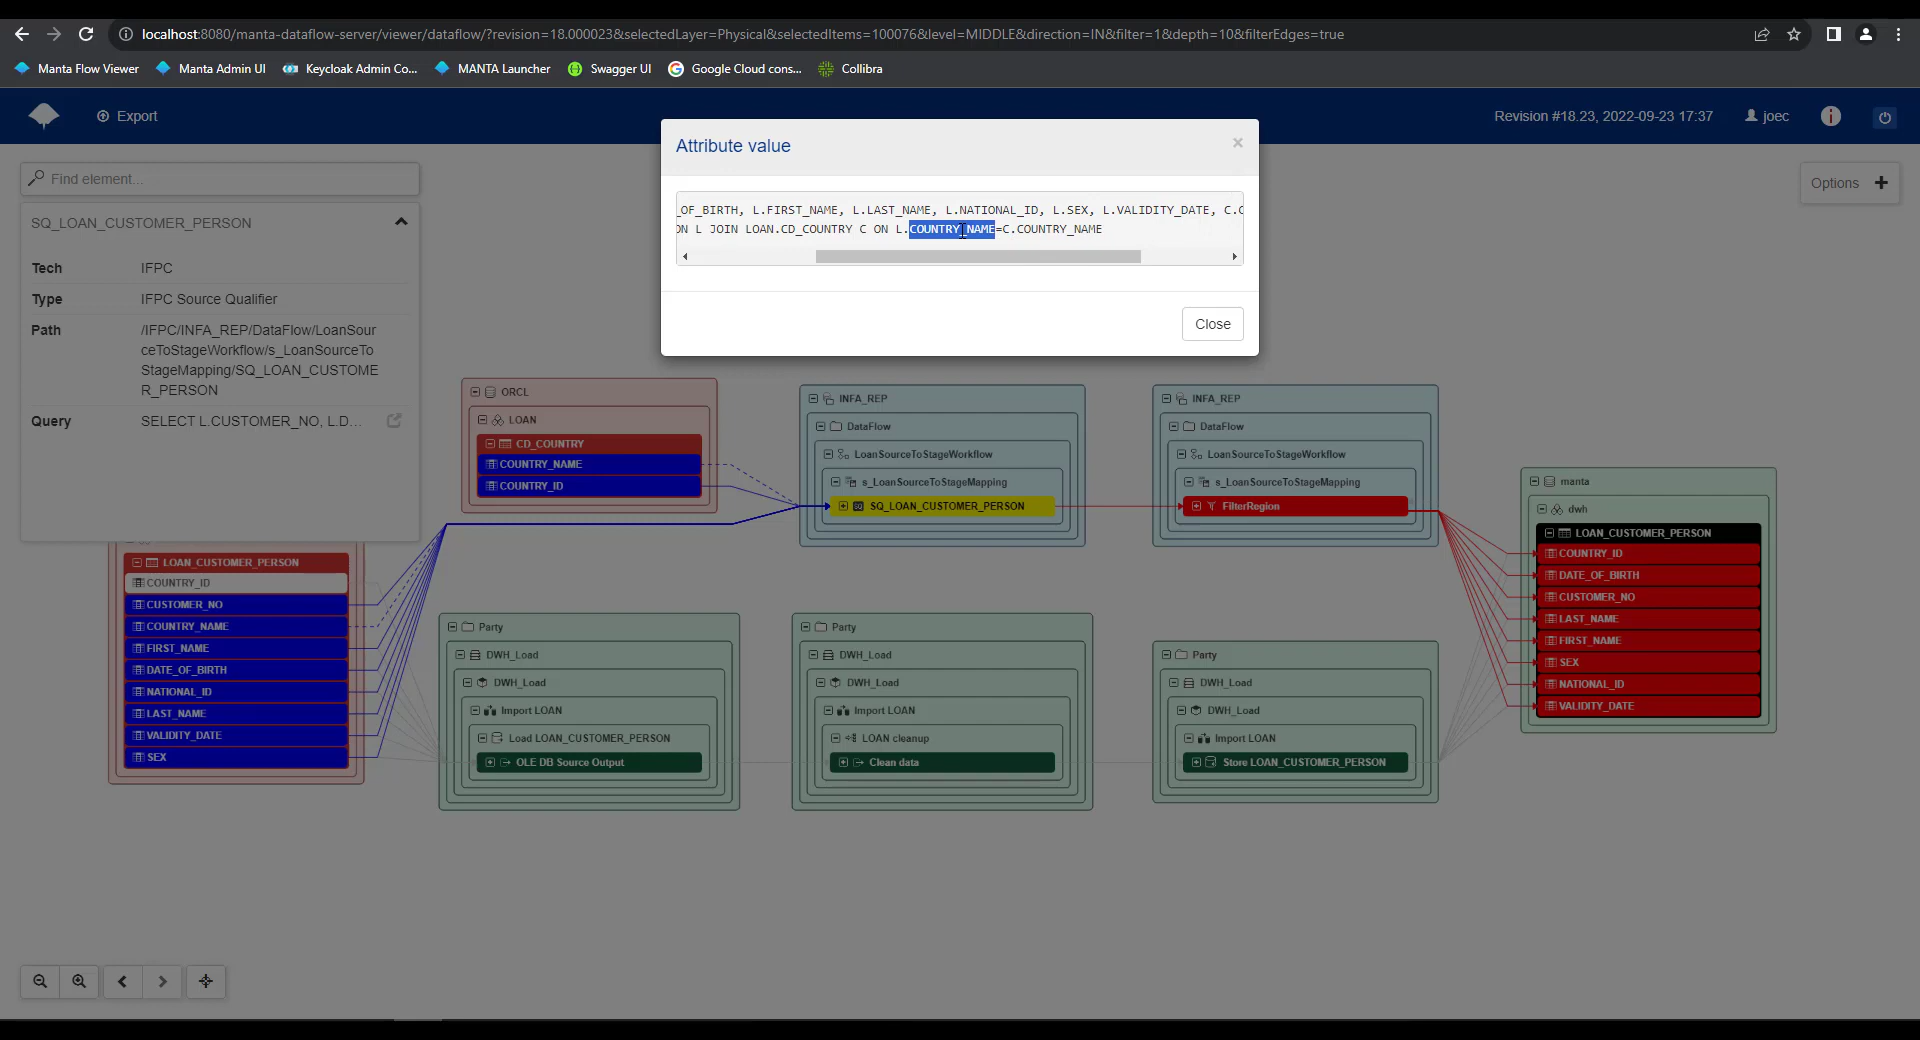 localhost:8080/manta-dataflow-server/viewer/dataflow/?revision=18.000023&selectedLayer=Physical&selectedItems=100076&level=MIDDLE&direction=IN&filter=1&depth=10&filterEdges=true
Manta Flow Viewer
Manta Admin UI
Keycloak Admin Co...
MANTA Launcher
Swagger UI
Google Cloud cons...
Collibra
Export
Revision #18.23, 2022-09-23 17:37
joec
Attribute value
×
_OF_BIRTH, L.FIRST_NAME, L.LAST_NAME, L.NATIONAL_ID, L.SEX, L.VALIDITY_DATE, C.C
ON L JOIN LOAN.CD_COUNTRY C ON L.COUNTRY_NAME=C.COUNTRY_NAME
Close
Find element...
Options +
SQ_LOAN_CUSTOMER_PERSON
Tech IFPC
Type IFPC Source Qualifier
Path /IFPC/INFA_REP/DataFlow/LoanSour
ceToStageWorkflow/s_LoanSourceTo
StageMapping/SQ_LOAN_CUSTOME
R_PERSON
Query SELECT L.CUSTOMER_NO, L.D...
ORCL
LOAN
CD_COUNTRY
COUNTRY_NAME
COUNTRY_ID
INFA_REP
DataFlow
LoanSourceToStageWorkflow
s_LoanSourceToStageMapping
SQ_LOAN_CUSTOMER_PERSON
INFA_REP
DataFlow
LoanSourceToStageWorkflow
s_LoanSourceToStageMapping
FilterRegion
manta
dwh
LOAN_CUSTOMER_PERSON
COUNTRY_ID
DATE_OF_BIRTH
CUSTOMER_NO
LAST_NAME
FIRST_NAME
SEX
NATIONAL_ID
VALIDITY_DATE
LOAN_CUSTOMER_PERSON
COUNTRY_ID
CUSTOMER_NO
COUNTRY_NAME
FIRST_NAME
DATE_OF_BIRTH
NATIONAL_ID
LAST_NAME
VALIDITY_DATE
SEX
Party
DWH_Load
DWH_Load
Import LOAN
Load LOAN_CUSTOMER_PERSON
OLE DB Source Output
Party
DWH_Load
DWH_Load
Import LOAN
LOAN cleanup
Clean data
Party
DWH_Load
DWH_Load
Import LOAN
Store LOAN_CUSTOMER_PERSON